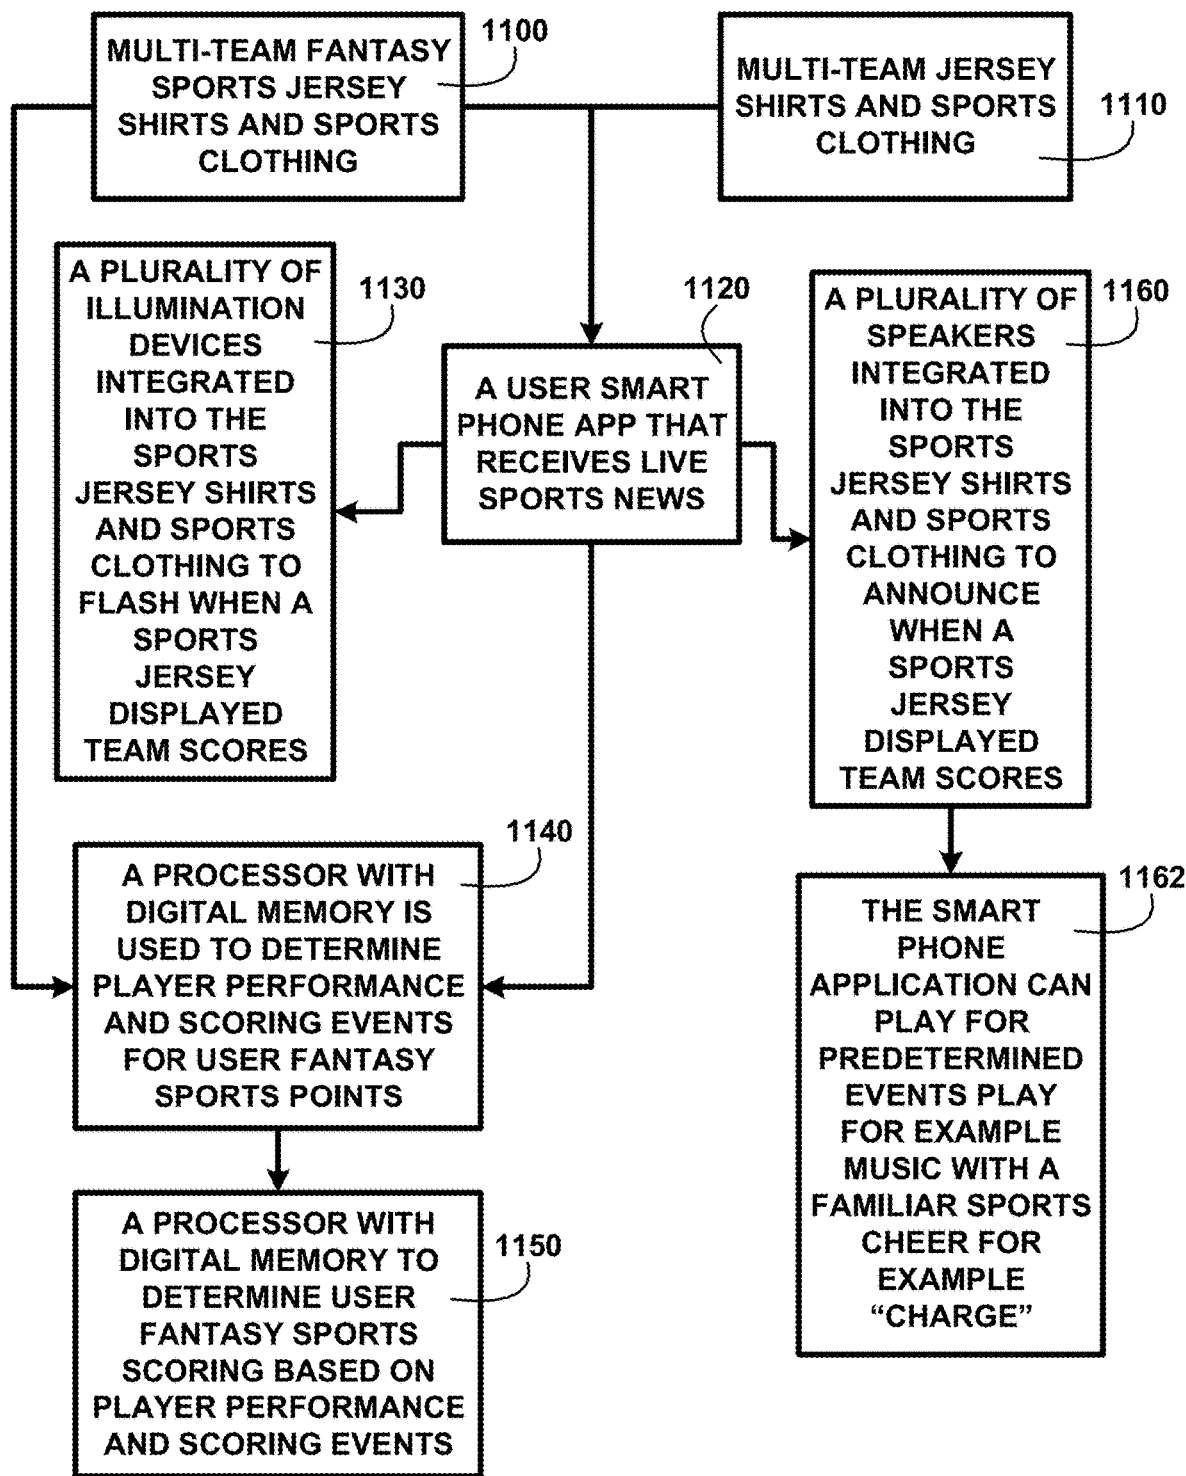 1100
MULTI-TEAM FANTASY
SPORTS JERSEY
SHIRTS AND SPORTS
CLOTHING
MULTI-TEAM JERSEY
SHIRTS AND SPORTS
CLOTHING
1110
A PLURALITY OF
ILLUMINATION
DEVICES
INTEGRATED
INTO THE
SPORTS
JERSEY SHIRTS
AND SPORTS
CLOTHING TO
FLASH WHEN A
SPORTS
JERSEY
DISPLAYED
TEAM SCORES
1130
1120
A USER SMART
PHONE APP THAT
RECEIVES LIVE
SPORTS NEWS
1160
A PLURALITY OF
SPEAKERS
INTEGRATED
INTO THE
SPORTS
JERSEY SHIRTS
AND SPORTS
CLOTHING TO
ANNOUNCE
WHEN A
SPORTS
JERSEY
DISPLAYED
TEAM SCORES
1140
A PROCESSOR WITH
DIGITAL MEMORY IS
USED TO DETERMINE
PLAYER PERFORMANCE
AND SCORING EVENTS
FOR USER FANTASY
SPORTS POINTS
1162
THE SMART
PHONE
APPLICATION CAN
PLAY FOR
PREDETERMINED
EVENTS PLAY
FOR EXAMPLE
MUSIC WITH A
FAMILIAR SPORTS
CHEER FOR
EXAMPLE
“CHARGE”
1150
A PROCESSOR WITH
DIGITAL MEMORY TO
DETERMINE USER
FANTASY SPORTS
SCORING BASED ON
PLAYER PERFORMANCE
AND SCORING EVENTS